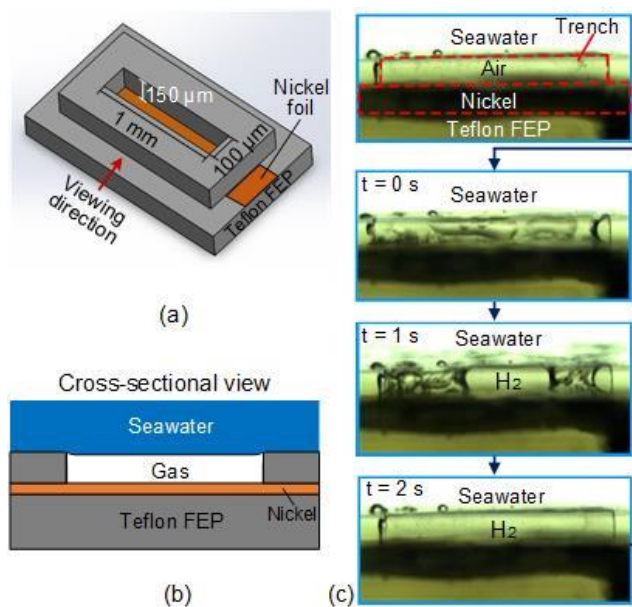 150 µm
1 mm
100 µm
Nickel
foil
Viewing
direction
Teflon FEP
(a)
Cross-sectional view
Seawater
Gas
Nickel
Teflon FEP
(b)
(c)
Trench
Seawater
Air
Nickel
Teflon FEP
t = 0 s
Seawater
t = 1 s
Seawater
H₂
t = 2 s
Seawater
H₂